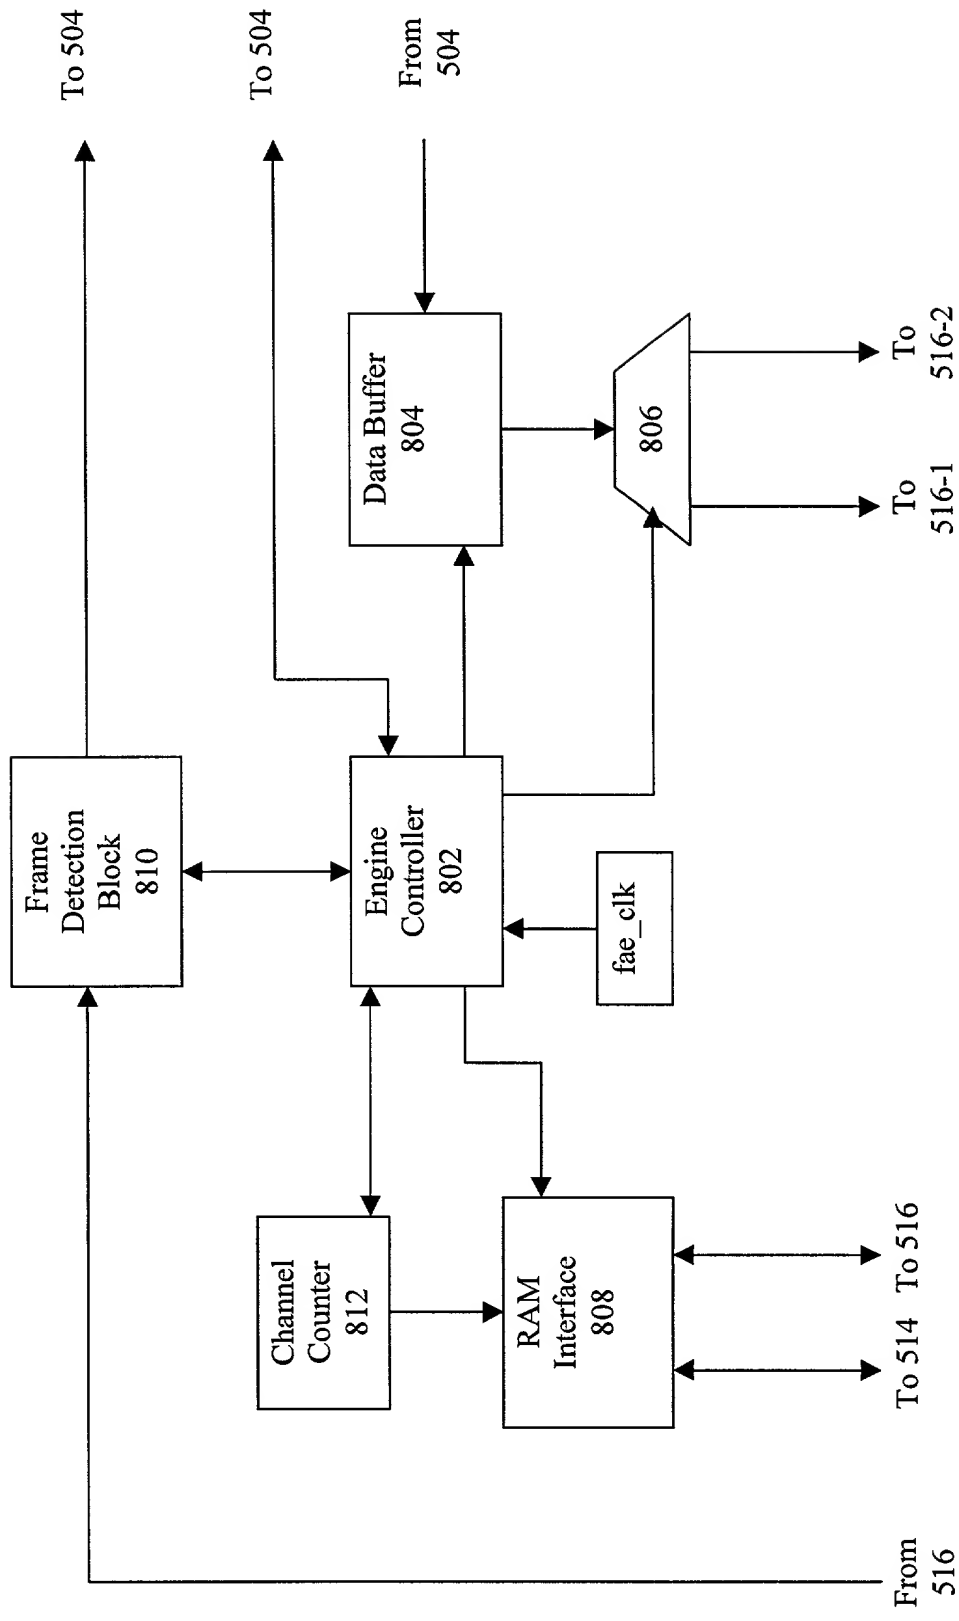 From
516
To 514
To 516
To
516-1
To
516-2
Channel
Counter
812
RAM
Interface
808
Frame
Detection
Block
810
Engine
Controller
802
fae_clk
Data Buffer
804
806
To 504
To 504
From
504